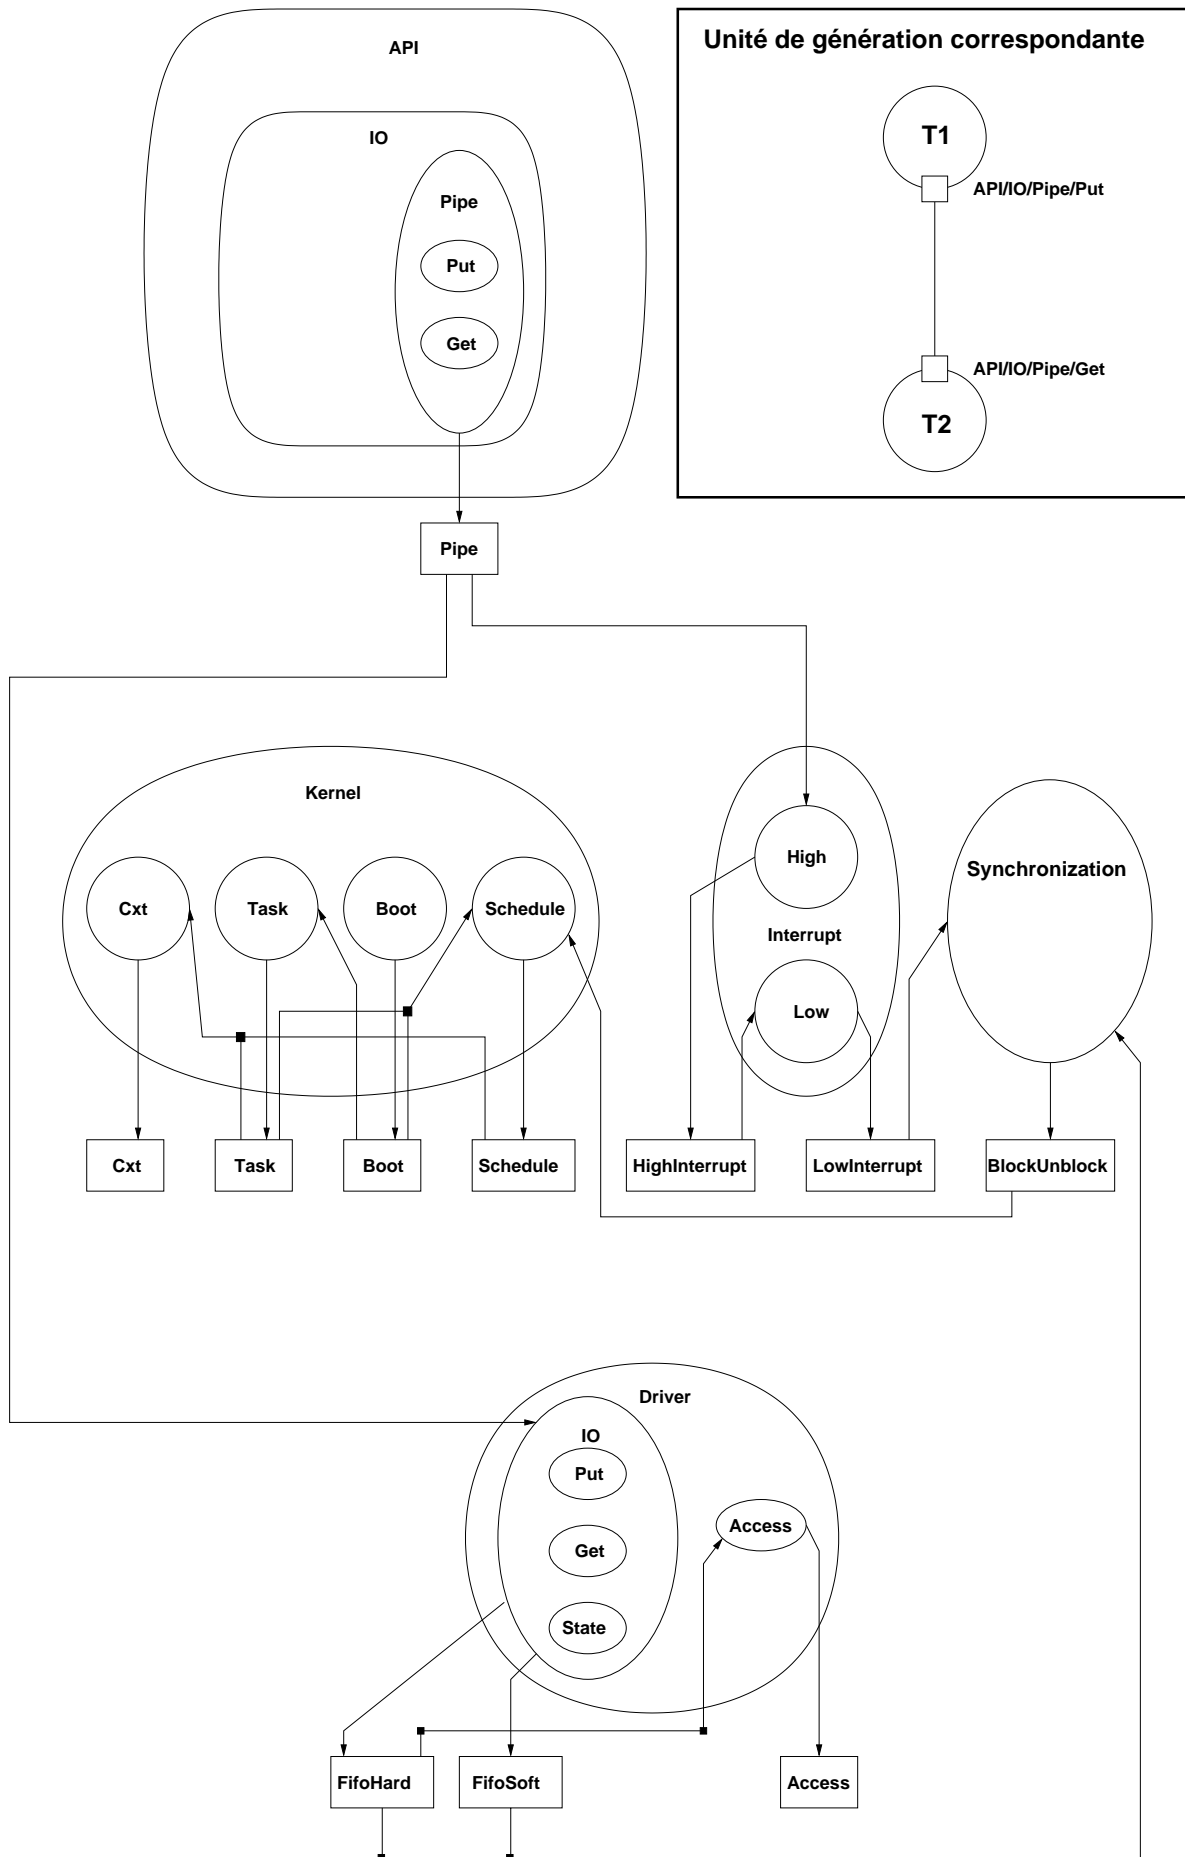 API
IO
Pipe
Put
Get
Unité de génération correspondante
T1
API/IO/Pipe/Put
API/IO/Pipe/Get
T2
Pipe
Kernel
Cxt
Task
Boot
Schedule
High
Interrupt
Low
Synchronization
Cxt
Task
Boot
Schedule
HighInterrupt
LowInterrupt
BlockUnblock
Driver
IO
Put
Get
State
Access
FifoHard
FifoSoft
Access